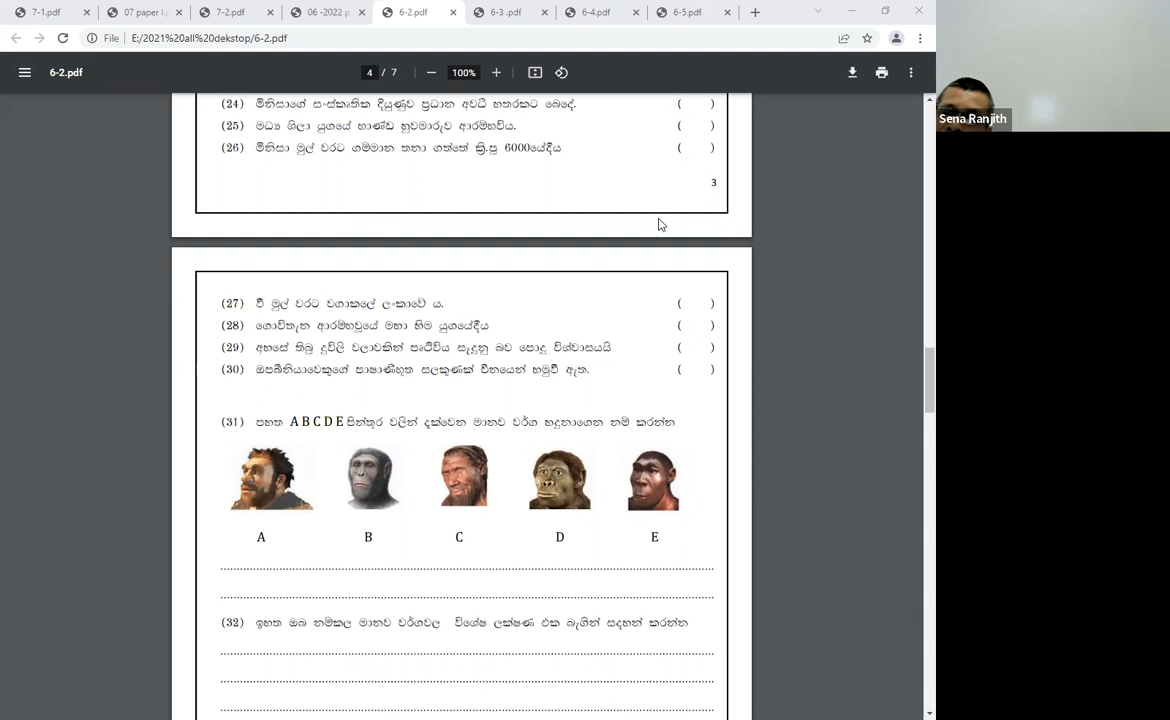 7-1.pdf
07 paper I.p
7-2.pdf
06 -2022 p
6-2.pdf
6-3 .pdf
6-4.pdf
6-5.pdf
File
E:/2021%20all%20dekstop/6-2.pdf
6-2.pdf
4 / 7
100%
Sena Ranjith
(24) මිනිසාගේ සංස්කෘතික දියුණුව ප්‍රධාන අවධි හතරකට බෙදේ. ( )
(25) මධ්‍ය ශිලා යුගයේ භාණ්ඩ හුවමාරුව ආරම්භවිය. ( )
(26) මිනිසා මුල් වරට ගම්මාන තනා ගත්තේ ක්‍රි.පූ 6000යේදීය ( )
3
(27) වී මුල් වරට වගාකලේ ලංකාවේ ය. ( )
(28) ගොවිතැන ආරම්භවූයේ මහා හිම යුගයේදීය ( )
(29) අභසේ තිබූ දූවිලි වලාවකින් පෘථිවිය සැදුනු බව පොදු විශ්වාසයයි ( )
(30) ඔපබිනියාවෙකුගේ පාෂාණීභූත සලකුණක් චීනයෙන් හමුවී ඇත. ( )
(31) පහත A B C D E පින්තූර වලින් දැක්වෙන මානව වර්ග හඳුනාගෙන නම් කරන්න
A B C D E
(32) ඉහත ඔබ නම්කල මානව වර්ගවල විශේෂ ලක්ෂණ එක බැගින් සඳහන් කරන්න